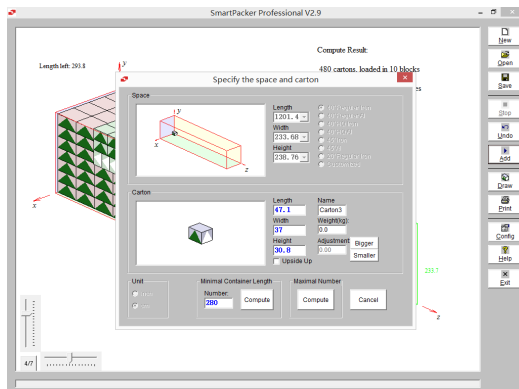 SmartPacker Professional V2.9
Compute Result:
Length left: 293.8
y
480 cartons, loaded in 10 blocks
Specify the space and carton
Space
y
x
z
Length
1201.4
Width
233.68
Height
238.76
Carton
Length
47.1
Width
37
Height
30.8
Upside Up
Name
Carton3
Weight(kg):
0.0
Adjustment
0.00
Bigger
Smaller
Unit
Minimal Container Length
Number:
280
Compute
Maximal Number
Compute
Cancel
x
z
4/7
New
Open
Save
Stop
Undo
Add
Draw
Print
Config
Help
Exit